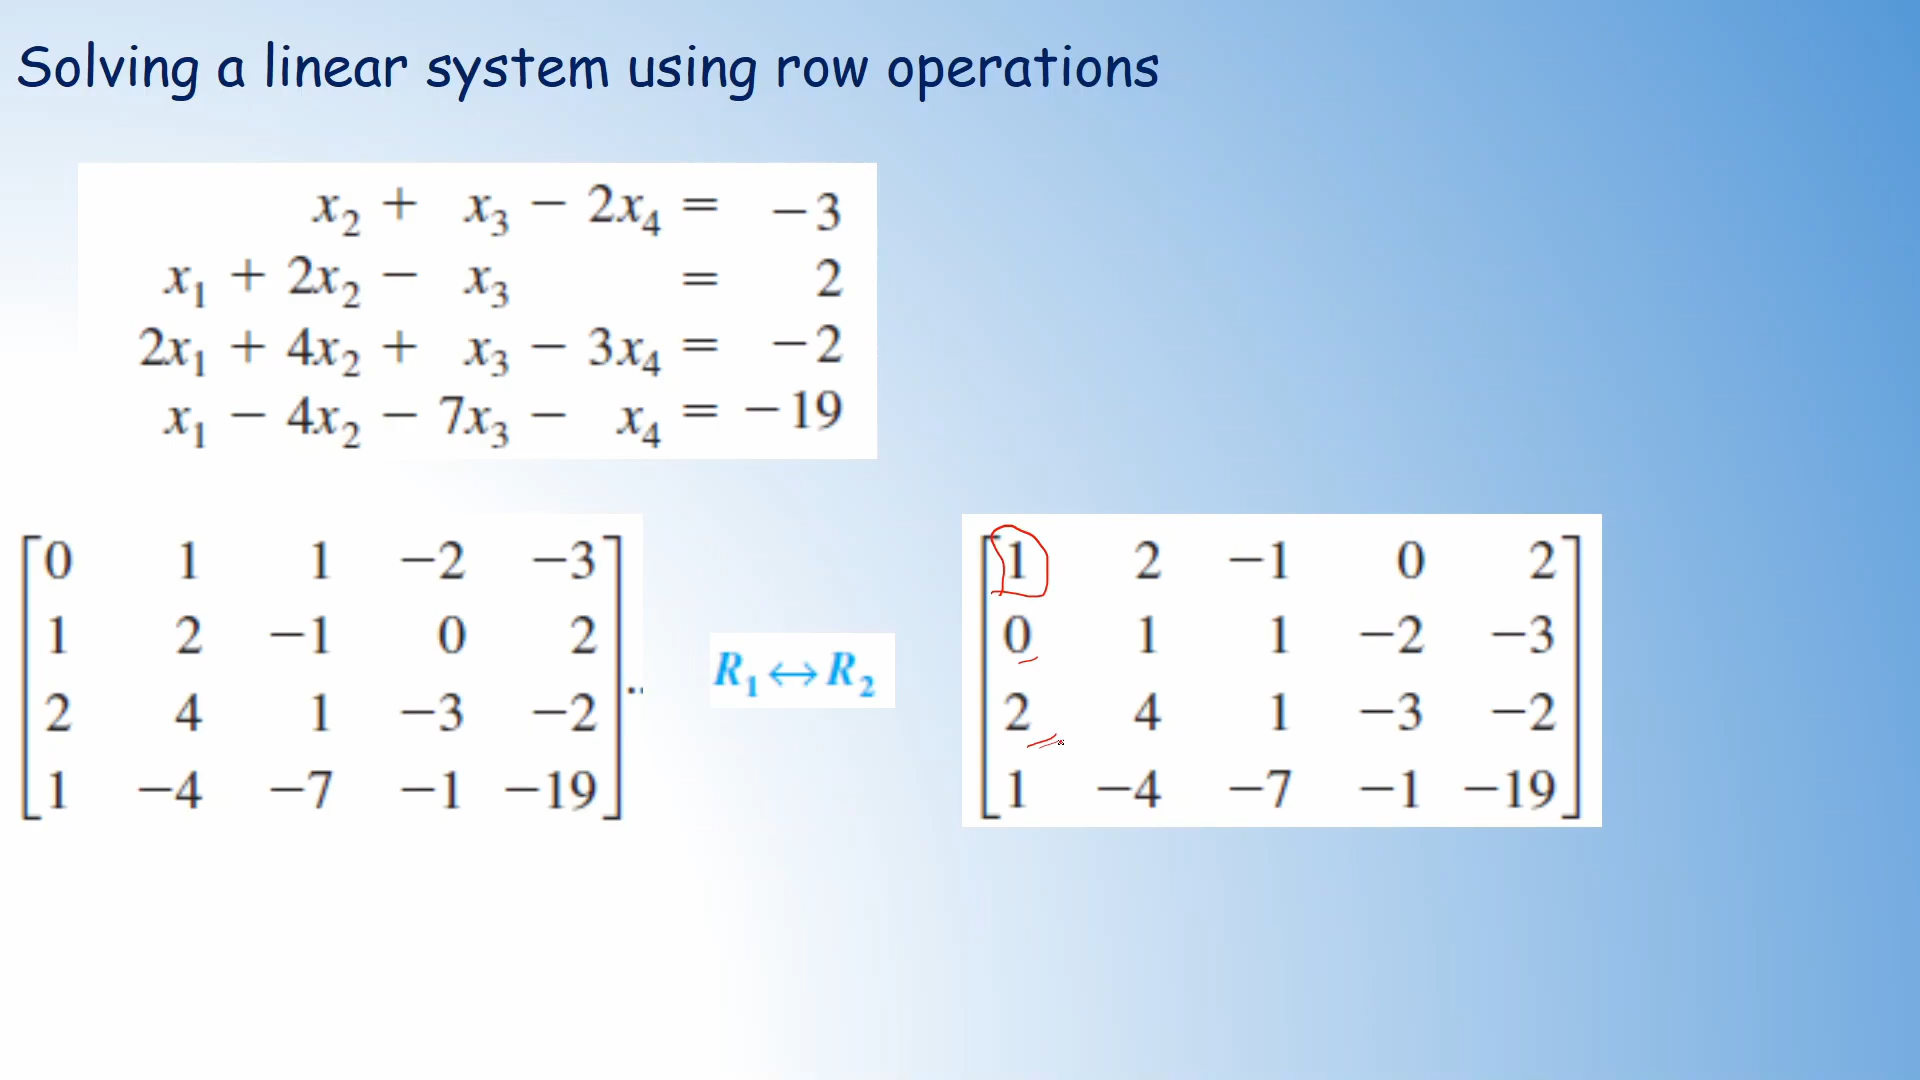 Solving a linear system using row operations
x₂ + x₃ − 2x₄ = −3
x₁ + 2x₂ − x₃ = 2
2x₁ + 4x₂ + x₃ − 3x₄ = −2
x₁ − 4x₂ − 7x₃ − x₄ = −19
0 1 1 −2 −3
1 2 −1 0 2
2 4 1 −3 −2
1 −4 −7 −1 −19
..
R₁ ↔ R₂
1 2 −1 0 2
0 1 1 −2 −3
2 4 1 −3 −2
1 −4 −7 −1 −19